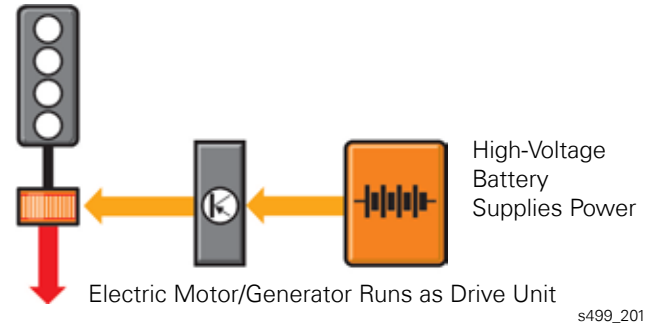 High-Voltage
Battery
Supplies Power
Electric Motor/Generator Runs as Drive Unit
s499_201